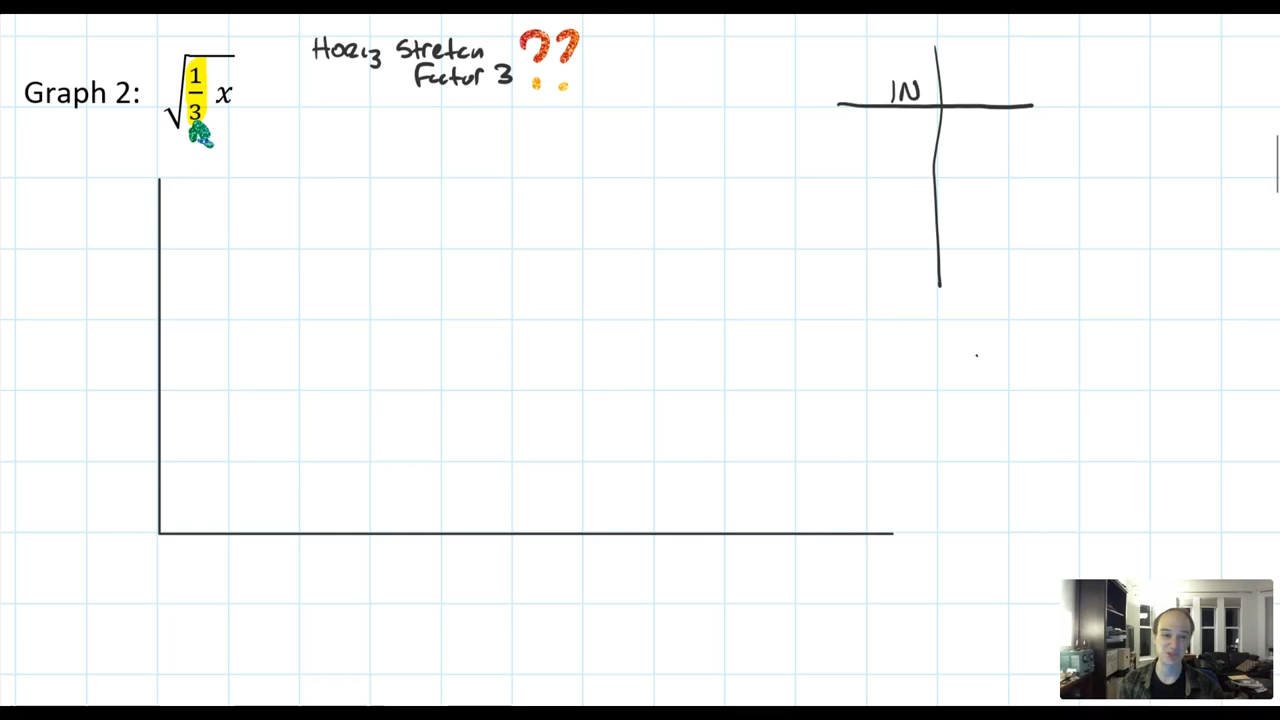 Graph 2: √(1/3 x)
Horiz Stretch ??
Factor 3
IN